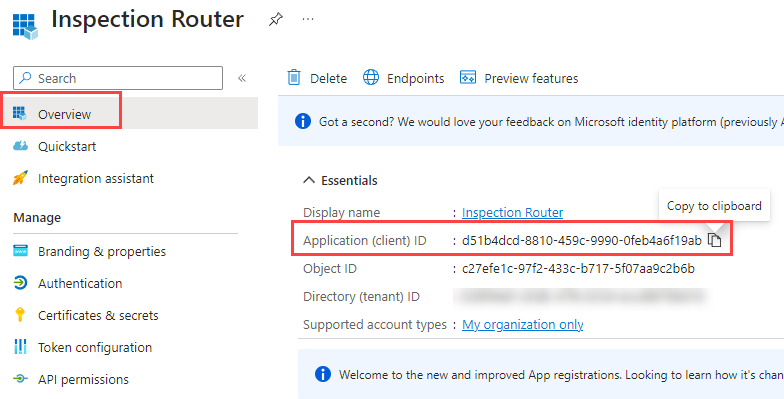 Inspection Router ...
Search «
Delete Endpoints Preview features
Overview
Got a second? We would love your feedback on Microsoft identity platform (previously A
Quickstart
Integration assistant
Essentials
Copy to clipboard
Manage
Display name : Inspection Router
Application (client) ID : d51b4dcd-8810-459c-9990-0feb4a6f19ab
Branding & properties
Object ID : c27efe1c-97f2-433c-b717-5f07aa9c2b6b
Authentication
Directory (tenant) ID :
Certificates & secrets
Supported account types : My organization only
Token configuration
API permissions
Welcome to the new and improved App registrations. Looking to learn how it's chan